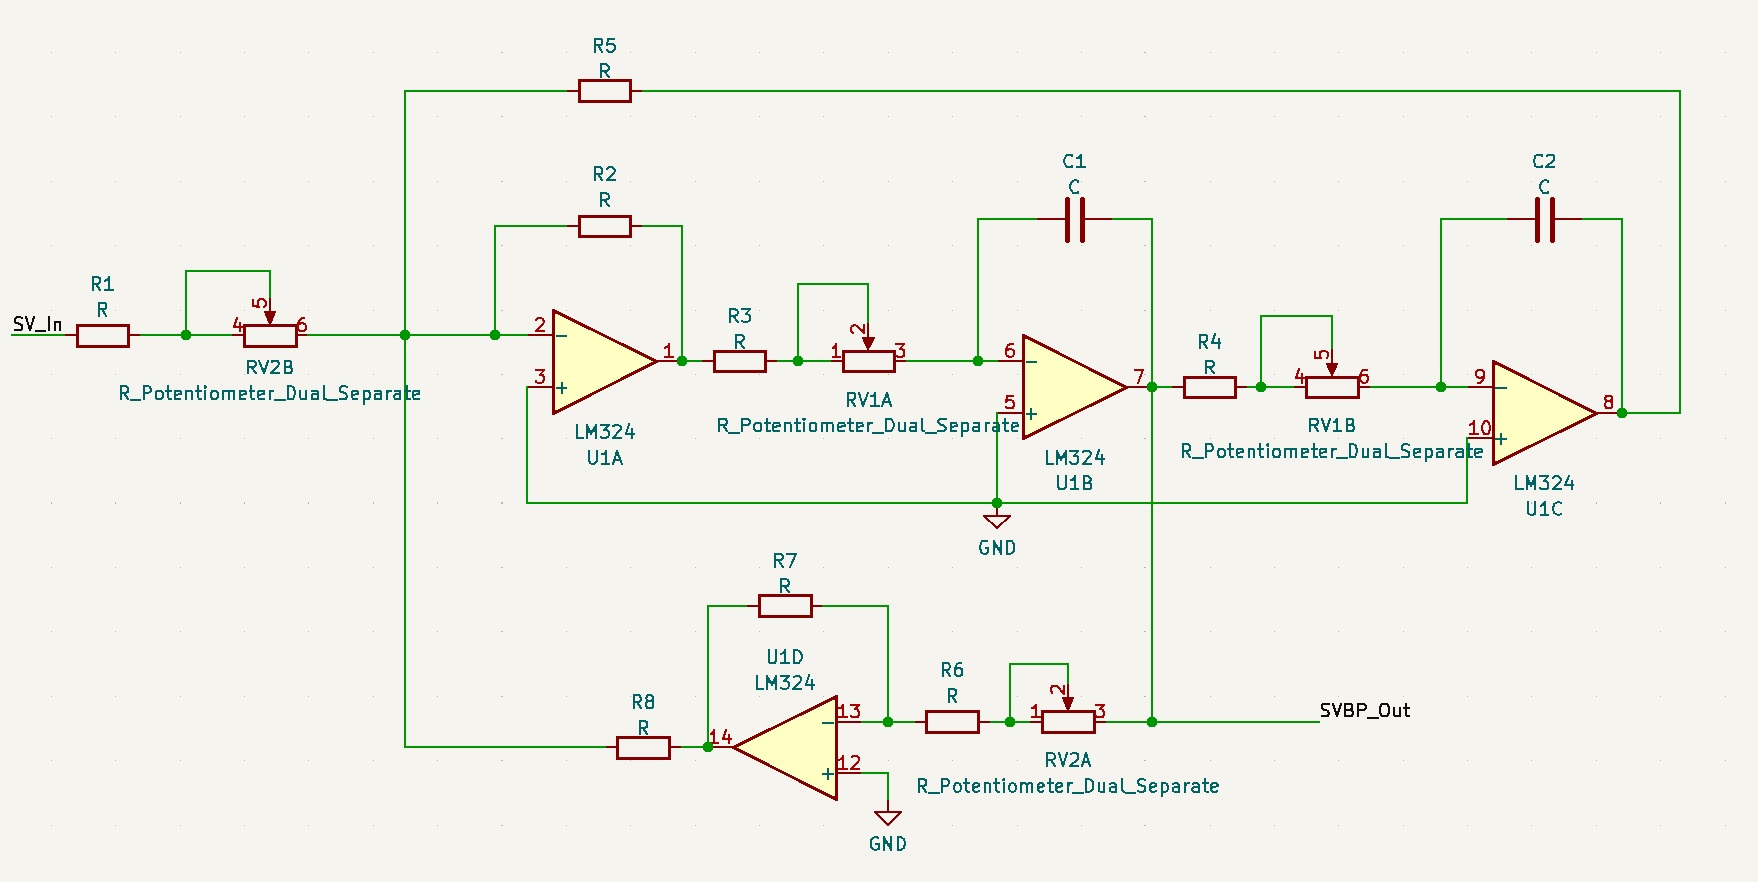 R5
R
R2
R
C1
C
C2
C
R1
R
SV_In
4
5
6
RV2B
R_Potentiometer_Dual_Separate
2
3
1
LM324
U1A
R3
R
1
2
3
RV1A
R_Potentiometer_Dual_Separate
6
5
7
LM324
U1B
R4
R
4
5
6
RV1B
R_Potentiometer_Dual_Separate
9
10
8
LM324
U1C
GND
R7
R
U1D
LM324
R8
R
14
13
12
R6
R
1
2
3
RV2A
R_Potentiometer_Dual_Separate
SVBP_Out
GND